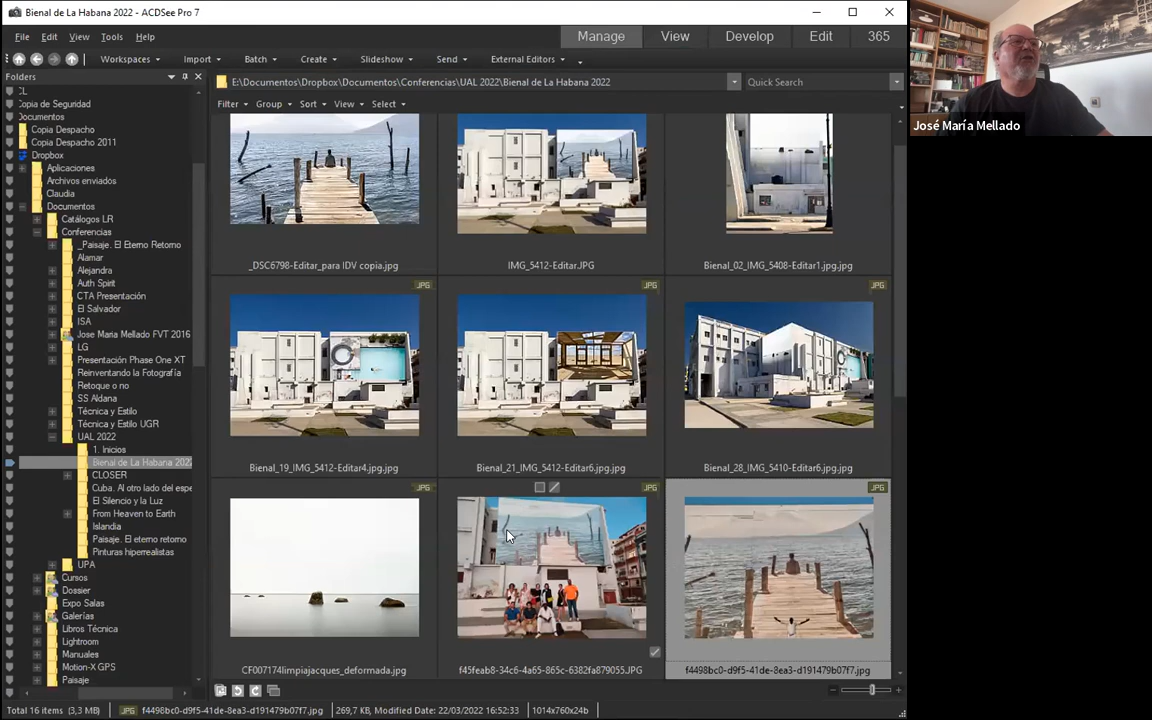 Bienal de La Habana 2022 - ACDSee Pro 7
File Edit View Tools Help
Manage View Develop Edit 365
Workspaces Import Batch Create Slideshow Send External Editors
Folders
E:\Documentos\Dropbox\Documentos\Conferencias\UAL 2022\Bienal de La Habana 2022
Quick Search
Filter Group Sort View Select
CL
Copia de Seguridad
Documentos
Copia Despacho
Copia Despacho 2011
Dropbox
Aplicaciones
Archivos enviados
Claudia
Documentos
Catálogos LR
Conferencias
_Paisaje. El Eterno Retorno
Alamar
Alejandra
Auth Spirit
CTA Presentación
El Salvador
ISA
Jose Maria Mellado FVT 2016
LG
Presentación Phase One XT
Reinventando la Fotografía
Retoque o no
SS Aldana
Técnica y Estilo
Técnica y Estilo UGR
UAL 2022
1. Inicios
Bienal de La Habana 2022
CLOSER
Cuba. Al otro lado del espe
El Silencio y la Luz
From Heaven to Earth
Islandia
Paisaje. El eterno retorno
Pinturas hiperrealistas
UPA
Cursos
Dossier
Expo Salas
Galerías
Libros Técnica
Lightroom
Manuales
Motion-X GPS
Paisaje
_DSC6798-Editar_para IDV copia.jpg
IMG_5412-Editar.JPG
Bienal_02_IMG_5408-Editar1.jpg.jpg
JPG
JPG
JPG
Bienal_19_IMG_5412-Editar4.jpg.jpg
Bienal_21_IMG_5412-Editar6.jpg.jpg
Bienal_28_IMG_5410-Editar6.jpg.jpg
JPG
JPG
JPG
CF007174limpiajacques_deformada.jpg
f45feab8-34c6-4a65-865c-6382fa879055.JPG
f4498bc0-d9f5-41de-8ea3-d191479b07f7.jpg
Total 16 items (3,3 MB)
JPG
f4498bc0-d9f5-41de-8ea3-d191479b07f7.jpg
269,7 KB, Modified Date: 22/03/2022 16:52:33
1014x760x24b
José María Mellado